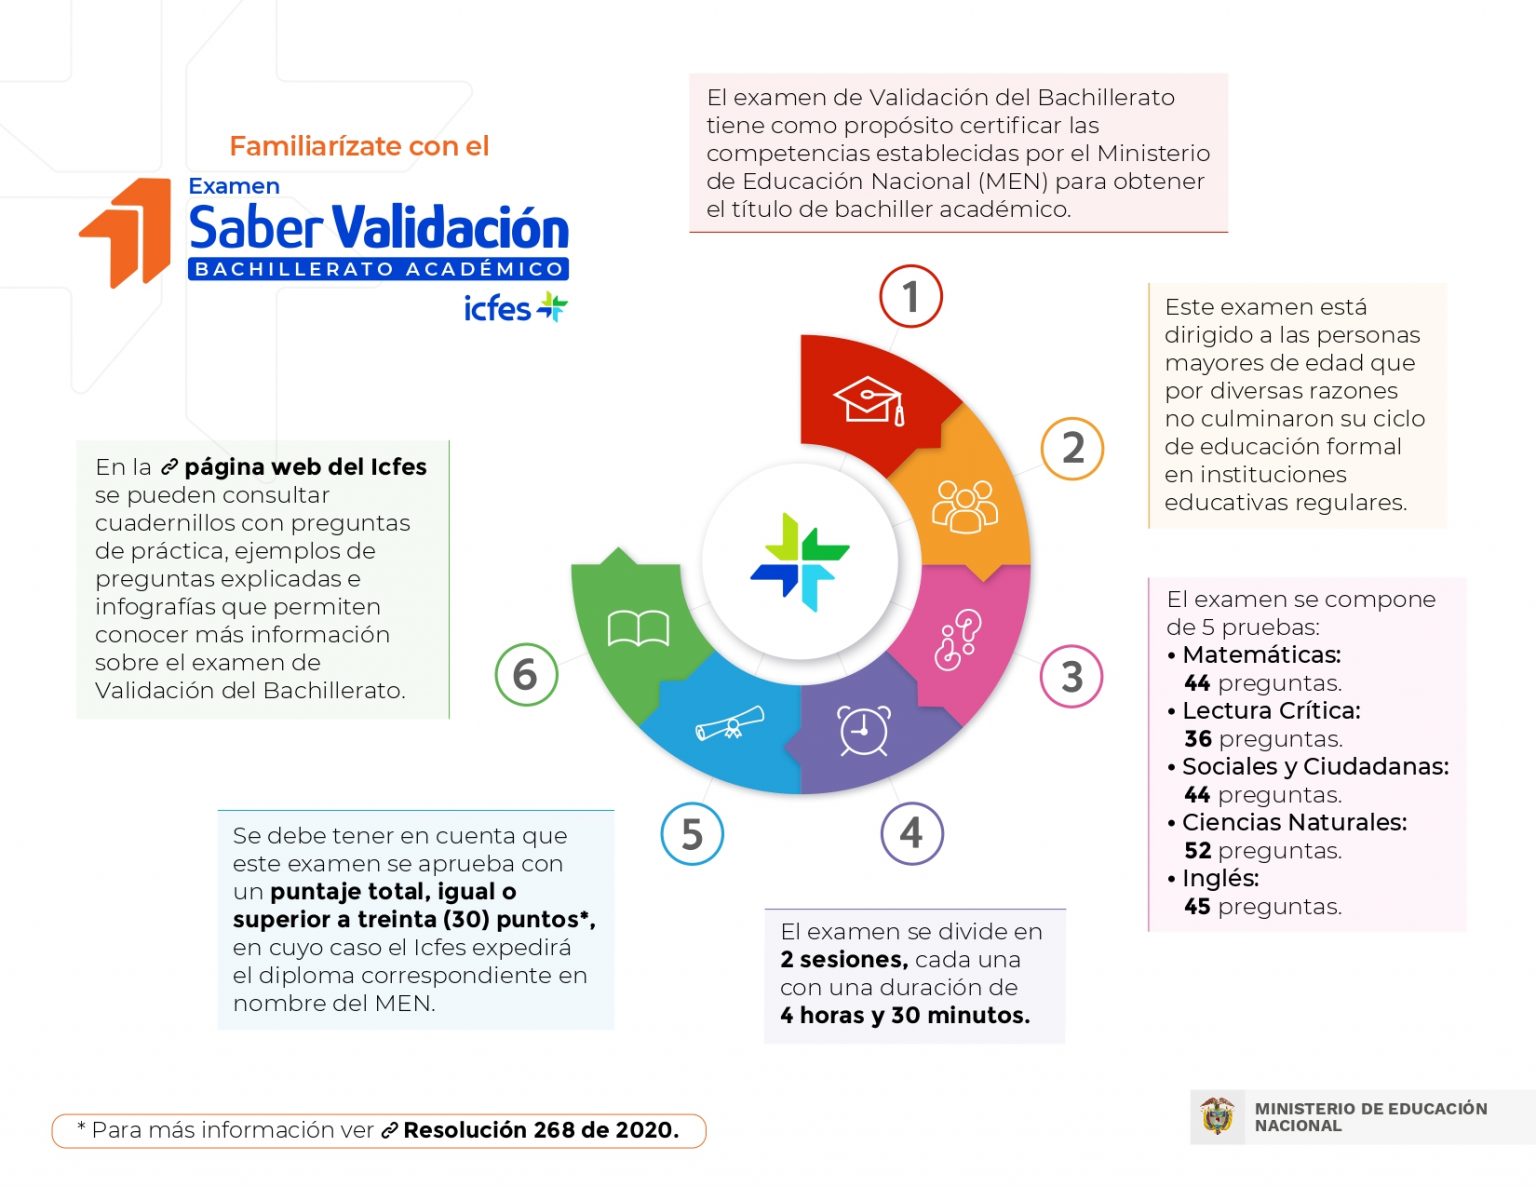 Familiarízate con el
Examen
Saber Validación
BACHILLERATO ACADÉMICO
icfes
El examen de Validación del Bachillerato
tiene como propósito certificar las
competencias establecidas por el Ministerio
de Educación Nacional (MEN) para obtener
el título de bachiller académico.
1
Este examen está
dirigido a las personas
mayores de edad que
por diversas razones
no culminaron su ciclo
de educación formal
en instituciones
educativas regulares.
2
El examen se compone
de 5 pruebas:
• Matemáticas:
44 preguntas.
• Lectura Crítica:
36 preguntas.
• Sociales y Ciudadanas:
44 preguntas.
• Ciencias Naturales:
52 preguntas.
• Inglés:
45 preguntas.
3
4
El examen se divide en
2 sesiones, cada una
con una duración de
4 horas y 30 minutos.
5
Se debe tener en cuenta que
este examen se aprueba con
un puntaje total, igual o
superior a treinta (30) puntos*,
en cuyo caso el Icfes expedirá
el diploma correspondiente en
nombre del MEN.
6
En la página web del Icfes
se pueden consultar
cuadernillos con preguntas
de práctica, ejemplos de
preguntas explicadas e
infografías que permiten
conocer más información
sobre el examen de
Validación del Bachillerato.
* Para más información ver Resolución 268 de 2020.
MINISTERIO DE EDUCACIÓN
NACIONAL